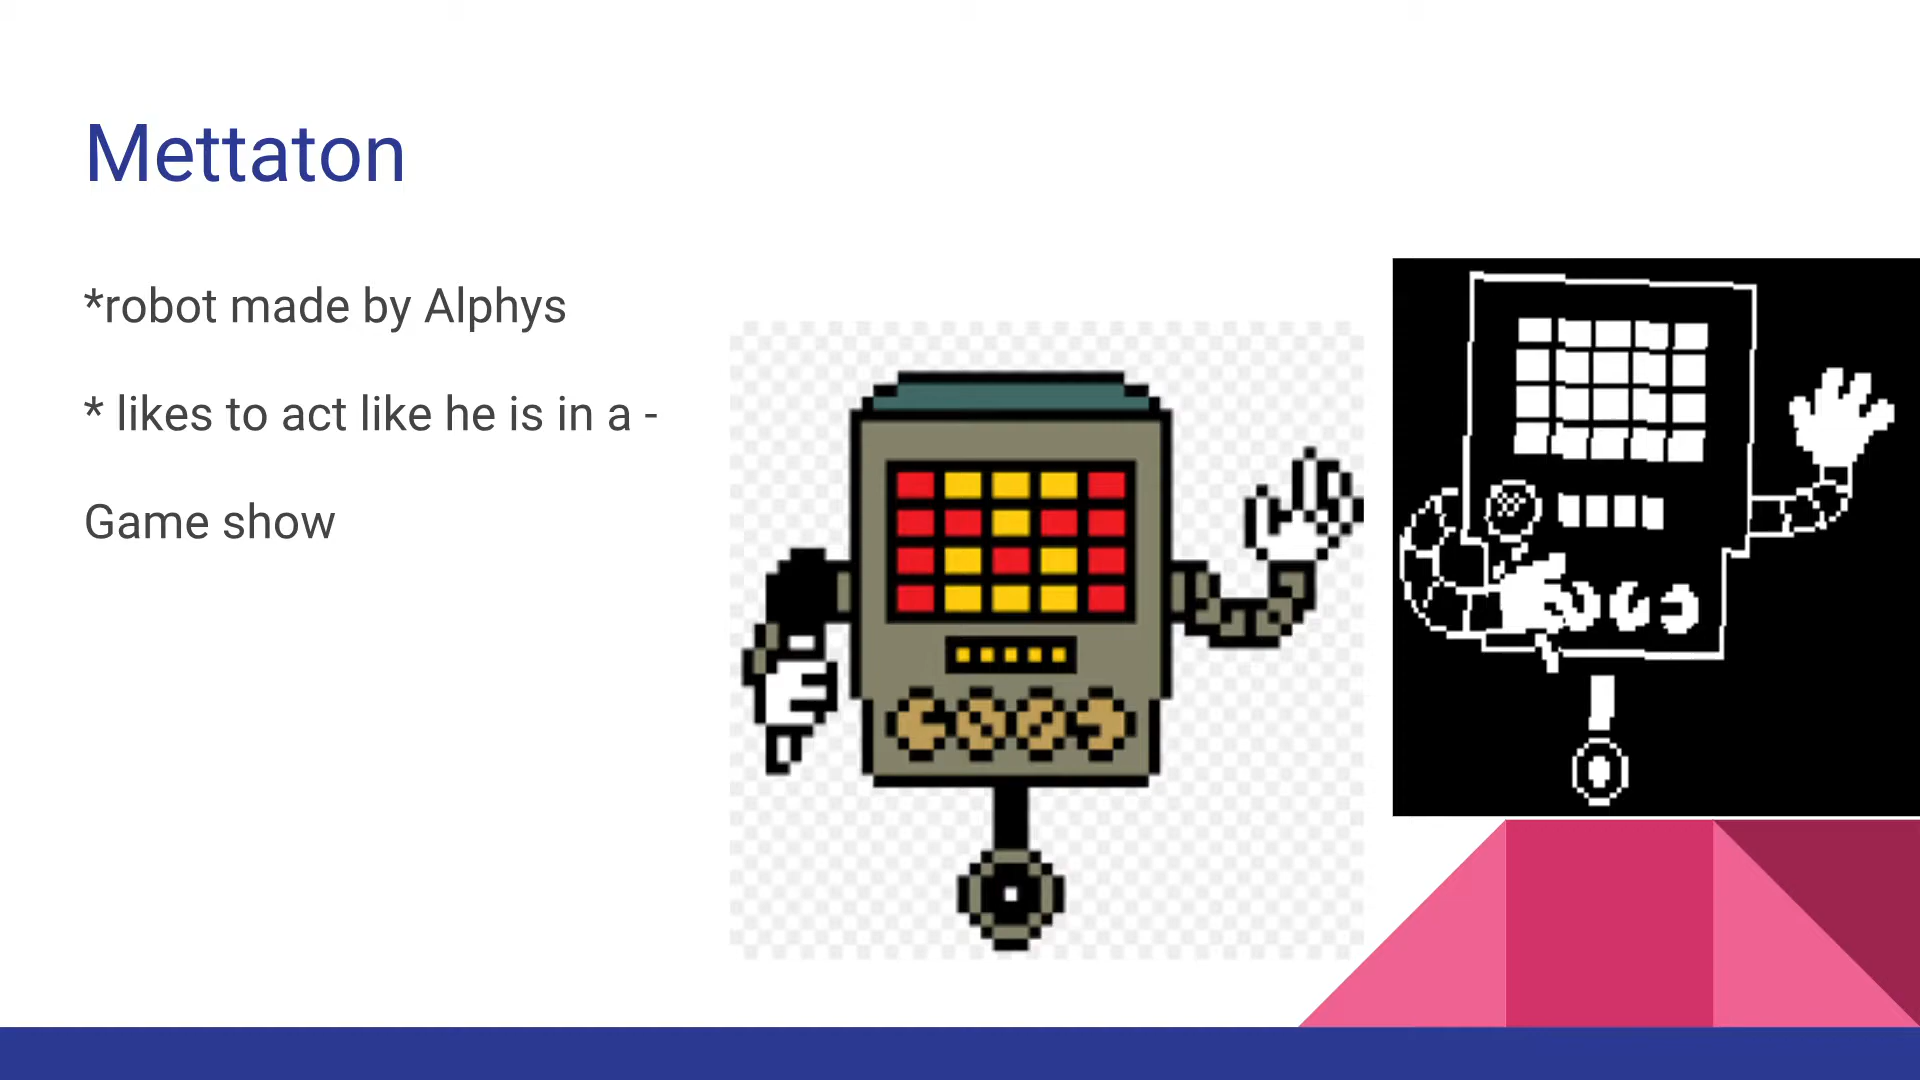 Mettaton
*robot made by Alphys
* likes to act like he is in a -
Game show